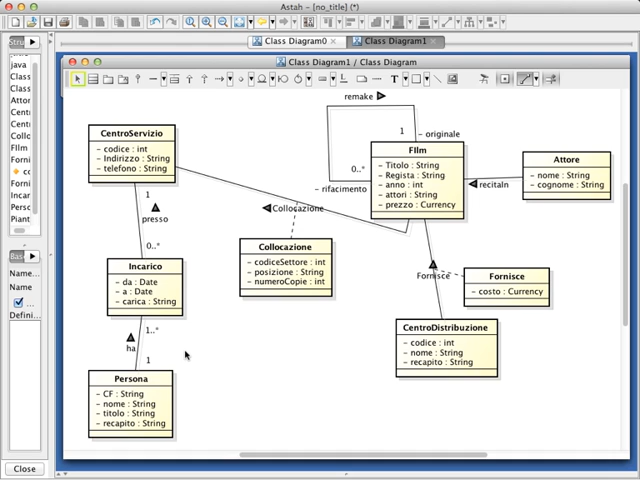 Astah - [no_title] (*)
Class Diagram0
Class Diagram1
Class Diagram1 / Class Diagram
Stru
java
Class
Class
Attor
Centr
Centr
Collo
FIlm
Forni
co
Forni
Incar
Perso
Piant
Base
Name...
Name
...
Defini...
Close
T
remake
1
- originale
0..*
- rifacimento
CentroServizio
- codice : int
- Indirizzo : String
- telefono : String
FIlm
- Titolo : String
- Regista : String
- anno : int
- attori : String
- prezzo : Currency
recitaIn
Attore
- nome : String
- cognome : String
1
presso
0..*
Collocazione
Collocazione
- codiceSettore : int
- posizione : String
- numeroCopie : int
Incarico
- da : Date
- a : Date
- carica : String
Fornisce
Fornisce
- costo : Currency
1..*
ha
1
CentroDistribuzione
- codice : int
- nome : String
- recapito : String
Persona
- CF : String
- nome : String
- titolo : String
- recapito : String